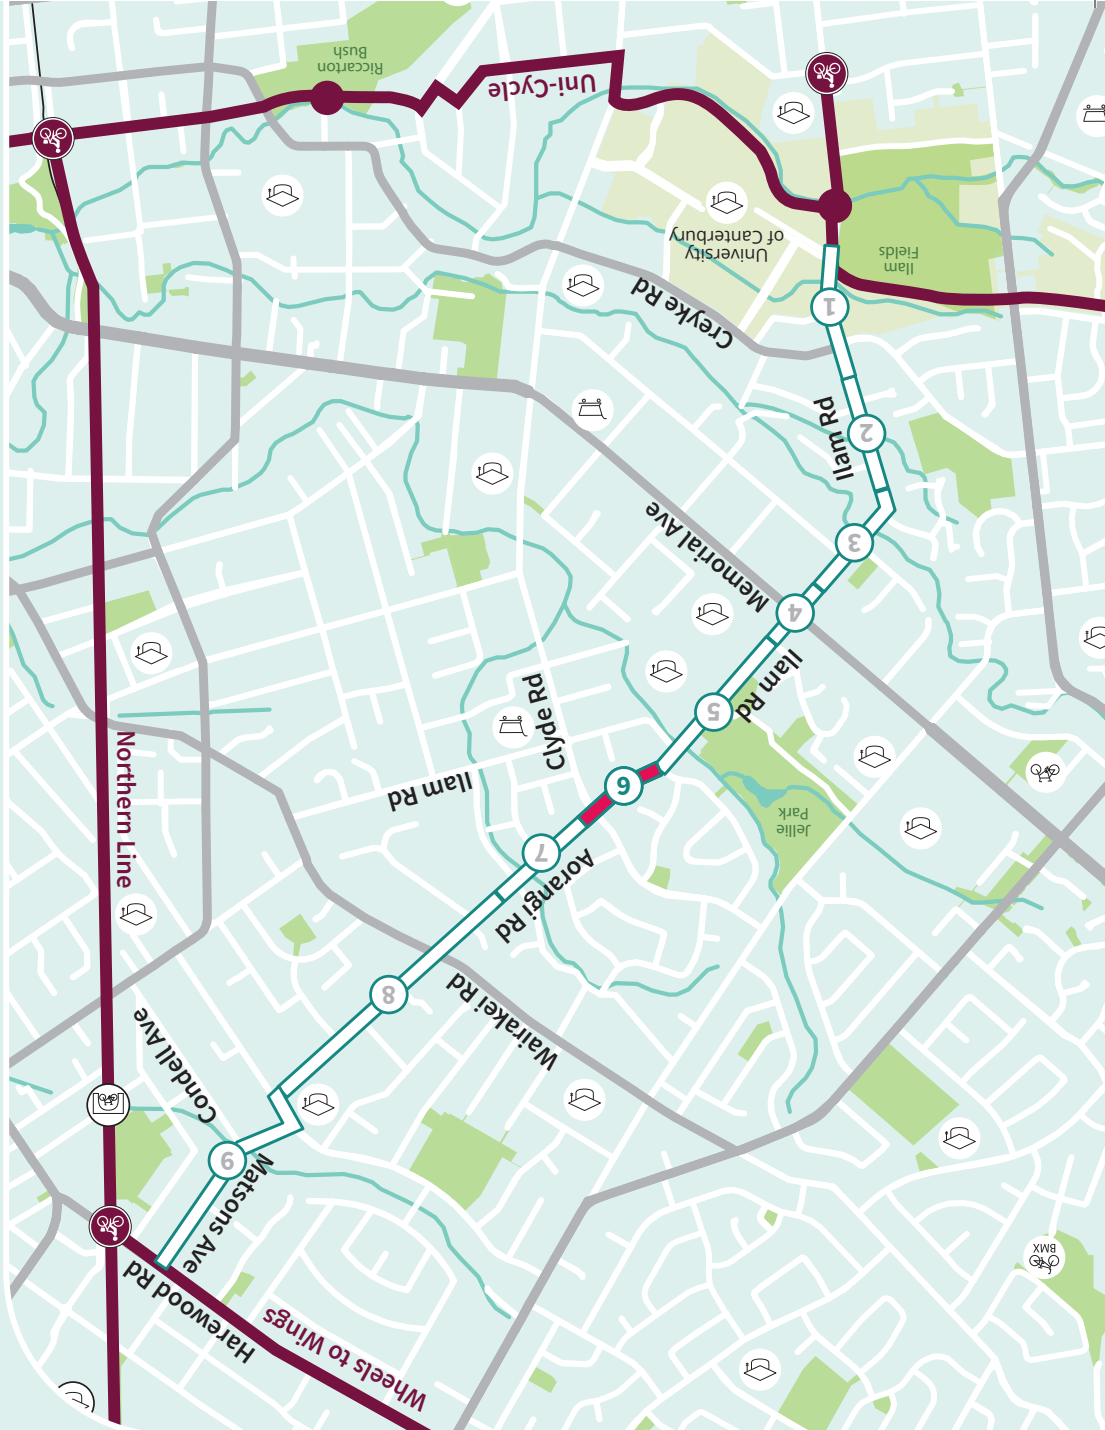 Wheels to Wings
Harewood Rd
BMX
Matsons Ave
9
Condell Ave
Wairakei Rd
8
Aorangi Rd
7
Jellie
Park
Northern Line
Ilam Rd
6
Clyde Rd
5
Ilam Rd
4
Memorial Ave
3
2
Ilam Rd
1
Creyke Rd
Ilam
Fields
University
of Canterbury
Uni-Cycle
Riccarton
Bush